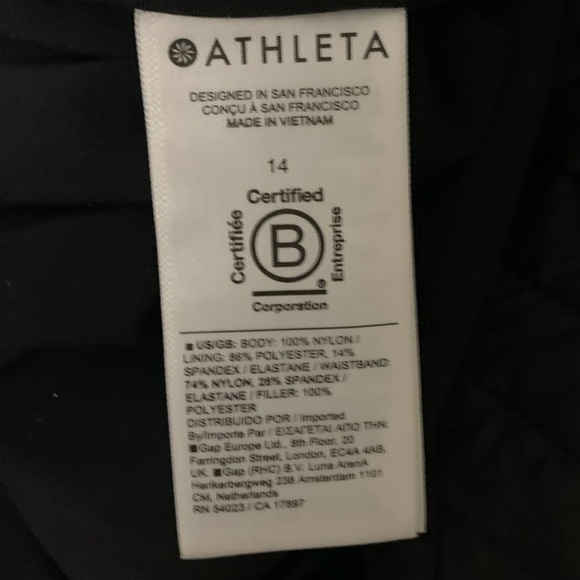 ATHLETA
DESIGNED IN SAN FRANCISCO
CONÇU À SAN FRANCISCO
MADE IN VIETNAM
14
Certified
Certifiée
B
Entreprise
®
Corporation
US/GB: BODY: 100% NYLON /
LINING: 86% POLYESTER, 14%
SPANDEX / ELASTANE / WAISTBAND:
74% NYLON, 26% SPANDEX /
ELASTANE / FILLER: 100%
POLYESTER
DISTRIBUIDO POR / Imported
By/Importe Par / ΕΙΣΑΓΕΤΑΙ ΑΠΟ ΤΗΝ:
Gap Europe Ltd., 8th Floor, 20
Farringdon Street, London, EC4A 4AB,
UK. Gap (RHC) B.V. Luna ArenA
Herikerbergweg 238 Amsterdam 1101
CM, Netherlands
RN 54023 / CA 17897